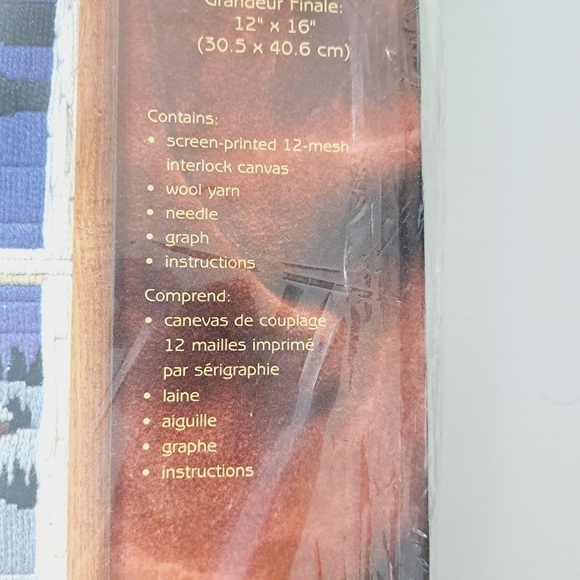 Grandeur Finale:
12" x 16"
(30.5 x 40.6 cm)
Contains:
• screen-printed 12-mesh
interlock canvas
• wool yarn
• needle
• graph
• instructions
Comprend:
• canevas de couplage
12 mailles imprimé
par sérigraphie
• laine
• aiguille
• graphe
• instructions